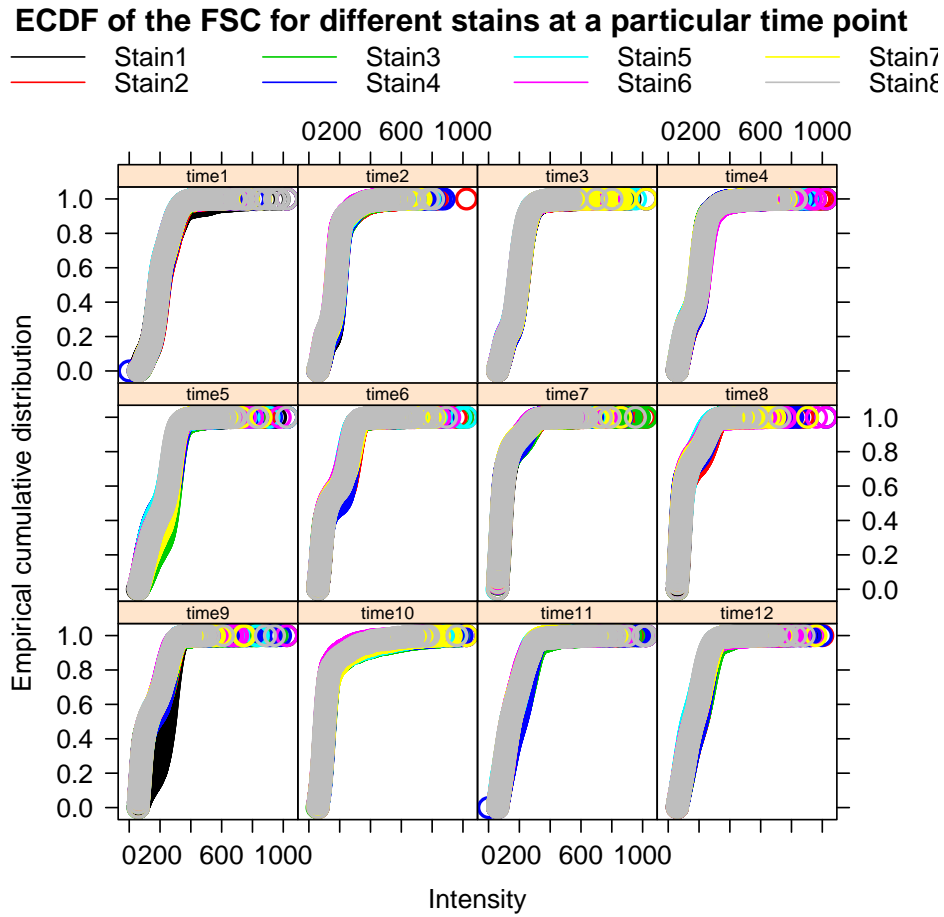 ECDF of the FSC for different stains at a particular time point
Stain1 Stain3 Stain5 Stain7
Stain2 Stain4 Stain6 Stain8
0200 600 1000 0200 600 1000
time1 time2 time3 time4
1.0
0.8
0.6
0.4
0.2
0.0
time5 time6 time7 time8
1.0
0.8
0.6
0.4
0.2
0.0
time9 time10 time11 time12
1.0
0.8
0.6
0.4
0.2
0.0
0200 600 1000 0200 600 1000
Empirical cumulative distribution
Intensity